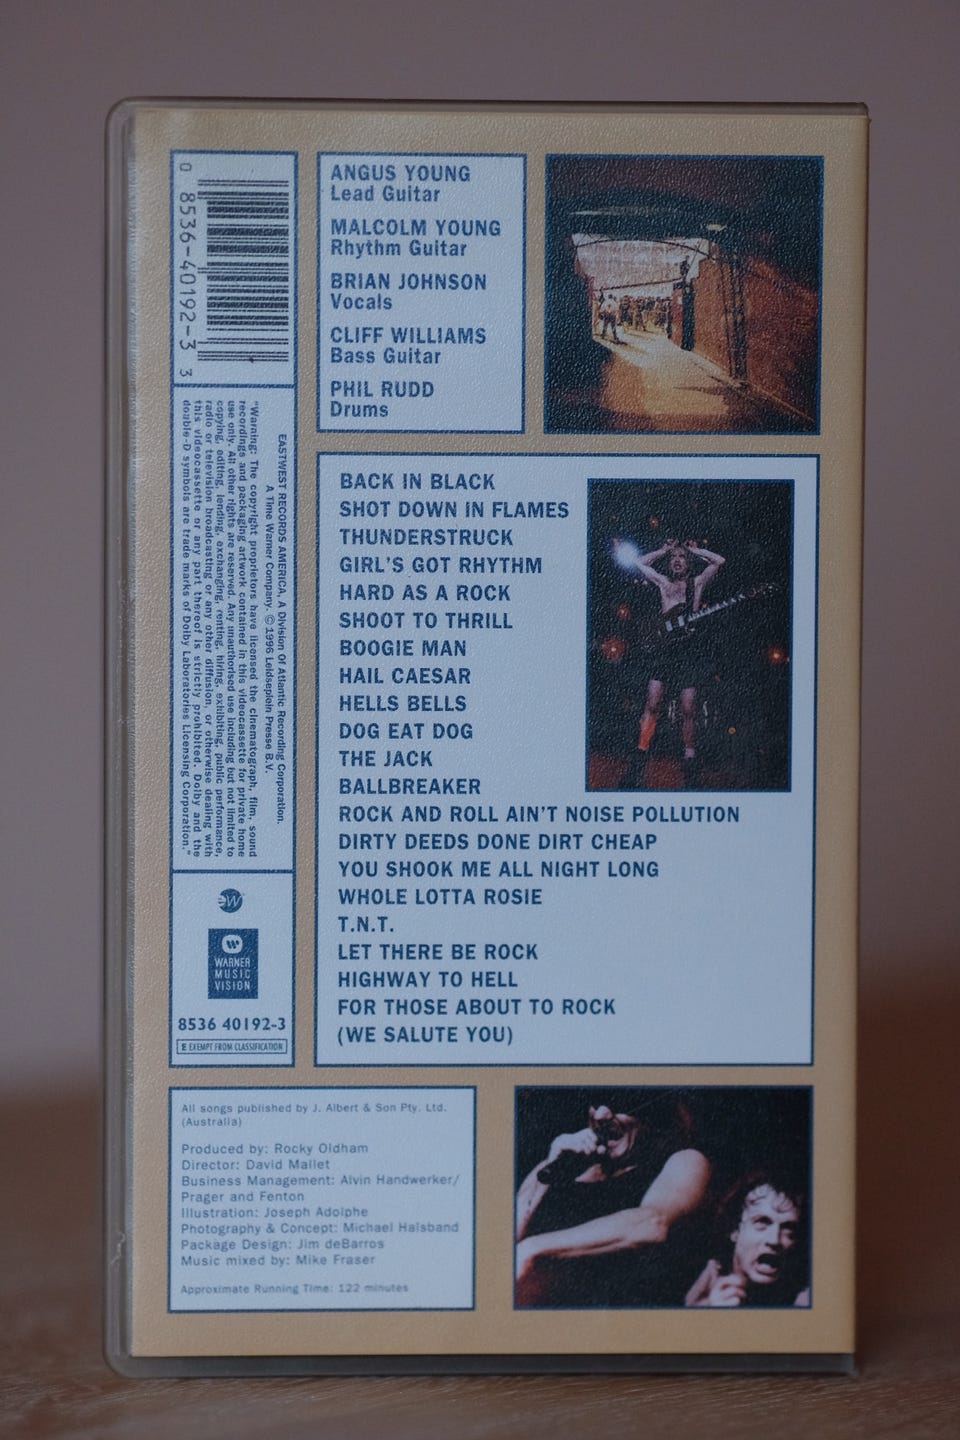 0 8536-40192-3 3
EASTWEST RECORDS AMERICA, A Division Of Atlantic Recording Corporation.
A Time Warner Company. © 1996 Leidseplein Presse B.V.
"Warning: The copyright proprietors have licensed the cinematograph, film, sound
recordings and packaging artwork contained in this videocassette for private home
use only. All other rights are reserved. Any unauthorised use including but not limited to
copying, editing, lending, exchanging, renting, hiring, exhibiting, public performance,
radio or television broadcasting or any other diffusion, or otherwise dealing with
this videocassette or any part thereof is strictly prohibited. Dolby and the
double-D symbols are trade marks of Dolby Laboratories Licensing Corporation."
eW
WARNER
MUSIC
VISION
8536 40192-3
E EXEMPT FROM CLASSIFICATION
ANGUS YOUNG
Lead Guitar
MALCOLM YOUNG
Rhythm Guitar
BRIAN JOHNSON
Vocals
CLIFF WILLIAMS
Bass Guitar
PHIL RUDD
Drums
BACK IN BLACK
SHOT DOWN IN FLAMES
THUNDERSTRUCK
GIRL'S GOT RHYTHM
HARD AS A ROCK
SHOOT TO THRILL
BOOGIE MAN
HAIL CAESAR
HELLS BELLS
DOG EAT DOG
THE JACK
BALLBREAKER
ROCK AND ROLL AIN'T NOISE POLLUTION
DIRTY DEEDS DONE DIRT CHEAP
YOU SHOOK ME ALL NIGHT LONG
WHOLE LOTTA ROSIE
T.N.T.
LET THERE BE ROCK
HIGHWAY TO HELL
FOR THOSE ABOUT TO ROCK
(WE SALUTE YOU)
All songs published by J. Albert & Son Pty. Ltd.
(Australia)
Produced by: Rocky Oldham
Director: David Mallet
Business Management: Alvin Handwerker/
Prager and Fenton
Illustration: Joseph Adolphe
Photography & Concept: Michael Halsband
Package Design: Jim deBarros
Music mixed by: Mike Fraser
Approximate Running Time: 122 minutes